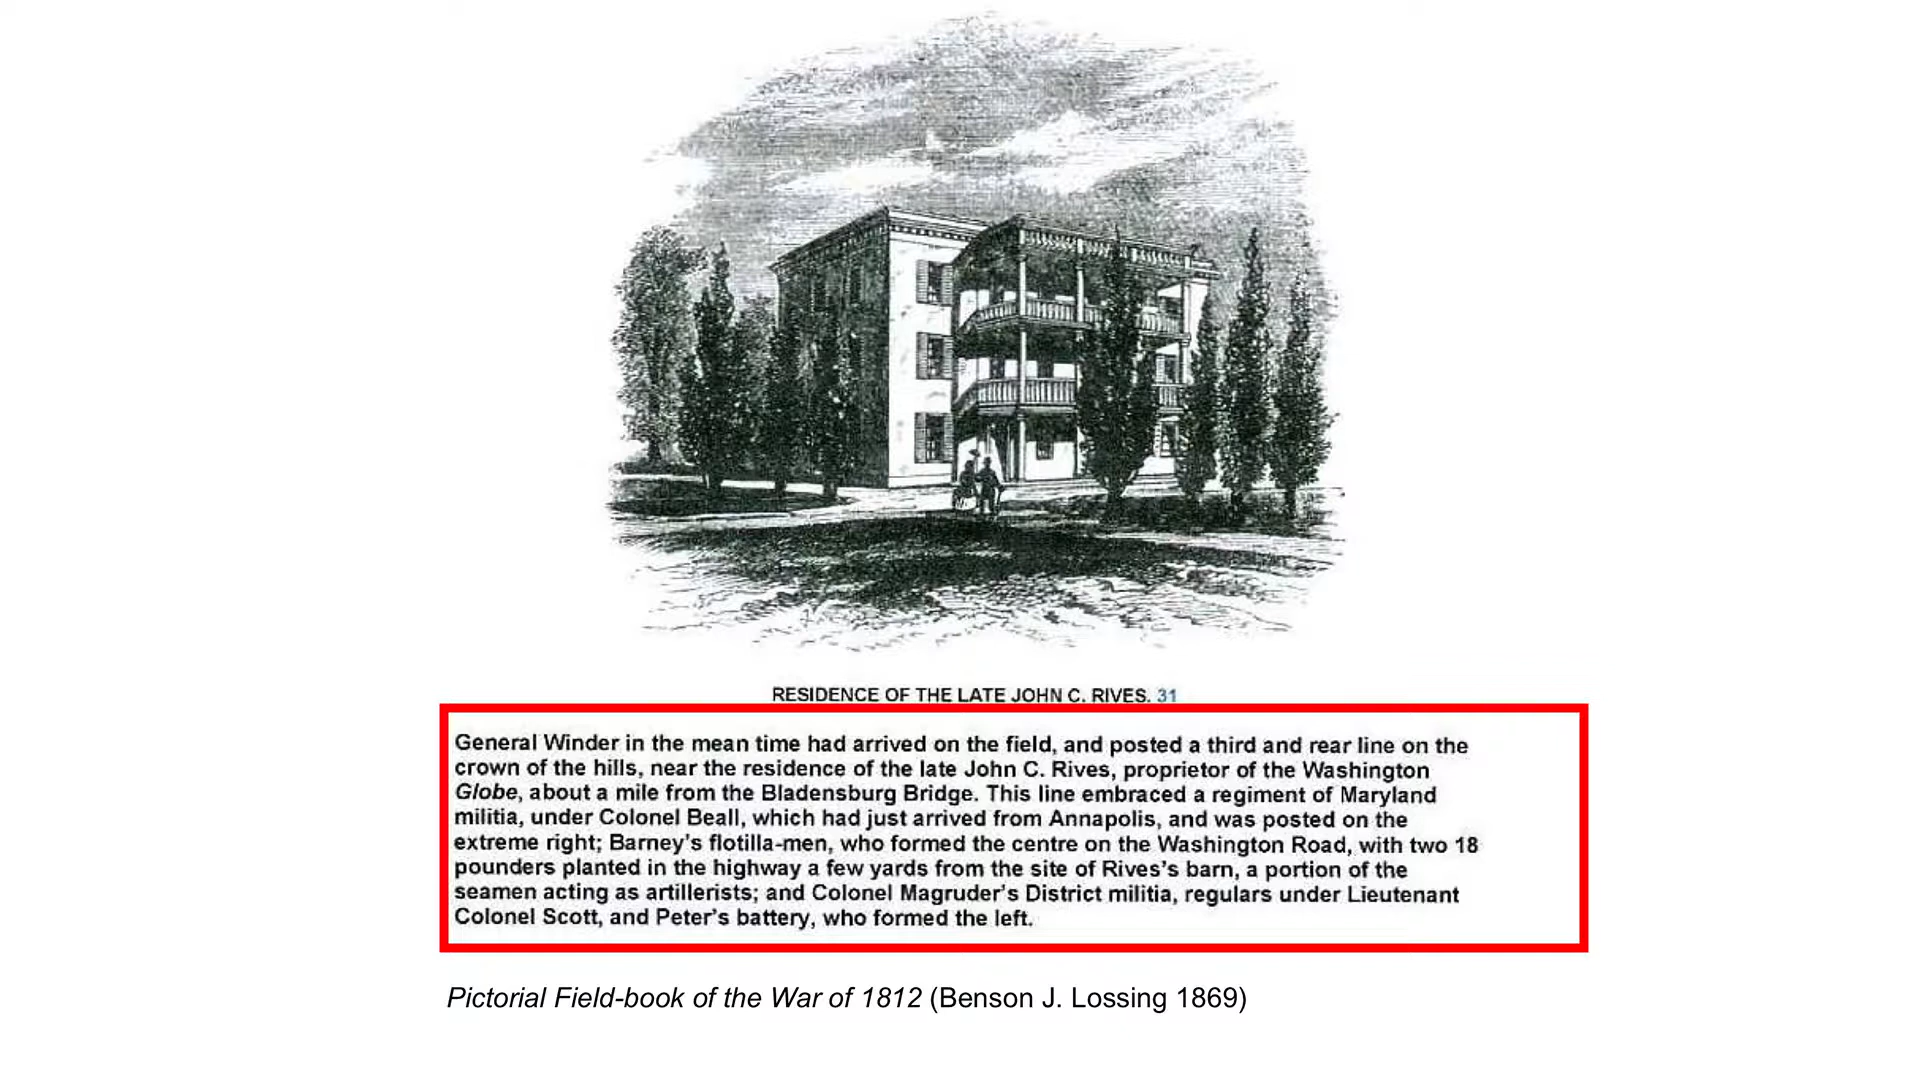 RESIDENCE OF THE LATE JOHN C. RIVES. 31
General Winder in the mean time had arrived on the field, and posted a third and rear line on the
crown of the hills, near the residence of the late John C. Rives, proprietor of the Washington
Globe, about a mile from the Bladensburg Bridge. This line embraced a regiment of Maryland
militia, under Colonel Beall, which had just arrived from Annapolis, and was posted on the
extreme right; Barney's flotilla-men, who formed the centre on the Washington Road, with two 18
pounders planted in the highway a few yards from the site of Rives's barn, a portion of the
seamen acting as artillerists; and Colonel Magruder's District militia, regulars under Lieutenant
Colonel Scott, and Peter's battery, who formed the left.
Pictorial Field-book of the War of 1812 (Benson J. Lossing 1869)